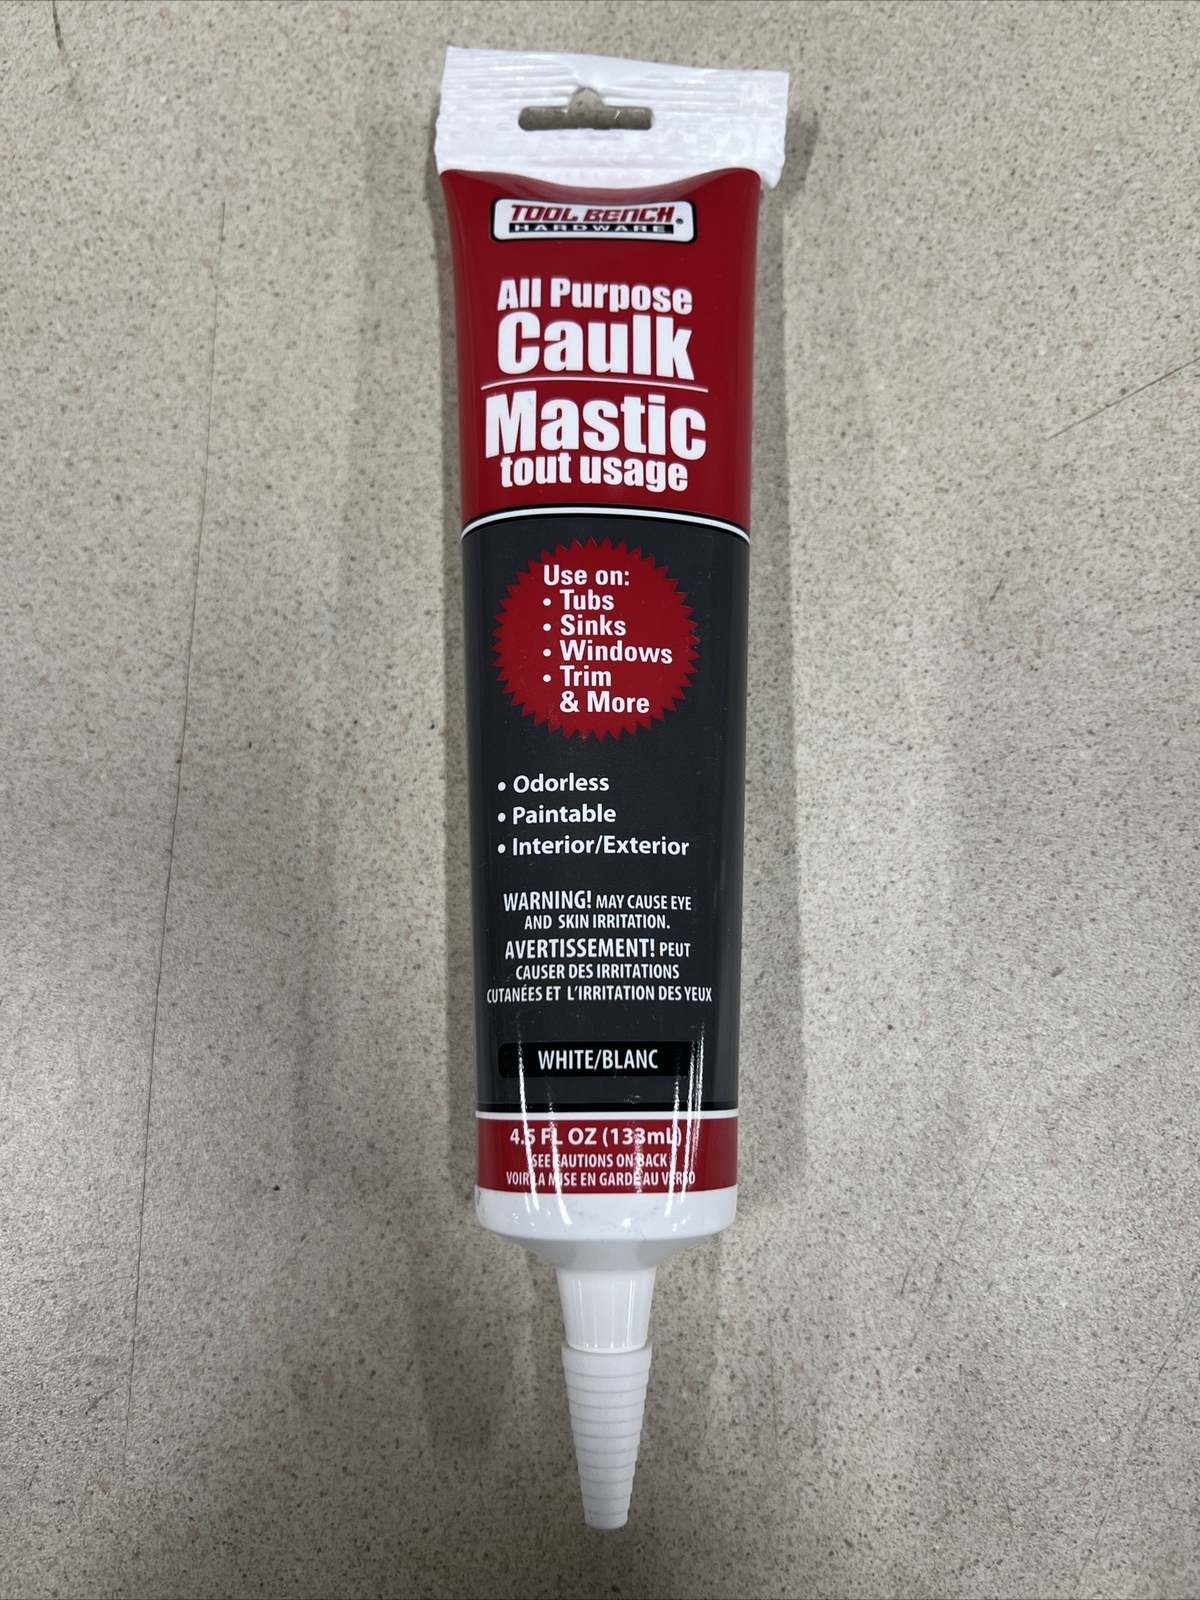 TOOL BENCH
HARDWARE
All Purpose
Caulk
Mastic
tout usage
Use on:
• Tubs
• Sinks
• Windows
• Trim
& More
• Odorless
• Paintable
• Interior/Exterior
WARNING! MAY CAUSE EYE
AND SKIN IRRITATION.
AVERTISSEMENT! PEUT
CAUSER DES IRRITATIONS
CUTANÉES ET L'IRRITATION DES YEUX
WHITE/BLANC
4.5 FL OZ (133mL)
SEE CAUTIONS ON BACK
VOIR LA MISE EN GARDE AU VERSO